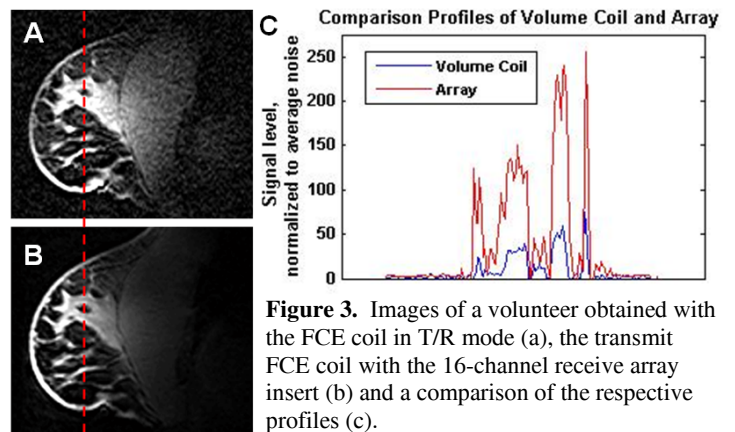 A
B
C
Comparison Profiles of Volume Coil and Array
Signal level,
normalized to average noise
250
200
150
100
50
0
Volume Coil
Array
Figure 3. Images of a volunteer obtained with
the FCE coil in T/R mode (a), the transmit
FCE coil with the 16-channel receive array
insert (b) and a comparison of the respective
profiles (c).